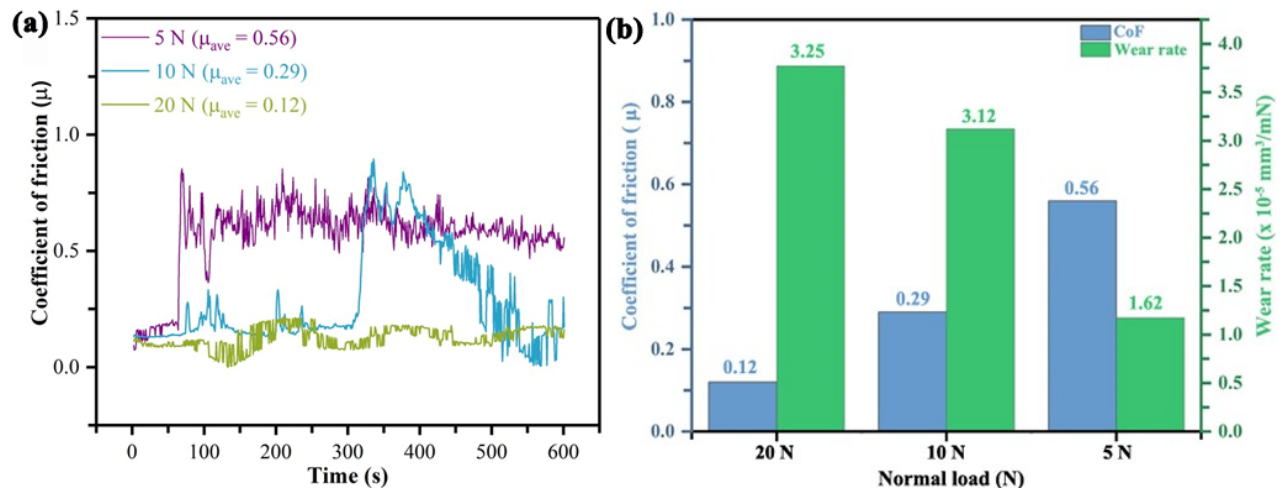 (a)
1.5
1.0
0.5
0.0
Coefficient of friction (μ)
5 N (μave = 0.56)
10 N (μave = 0.29)
20 N (μave = 0.12)
0 100 200 300 400 500 600
Time (s)
(b)
1.0
0.8
0.6
0.4
0.2
0.0
Coefficient of friction ( μ)
CoF
Wear rate
0.12
3.25
0.29
3.12
0.56
1.62
20 N 10 N 5 N
Normal load (N)
4.0
3.5
3.0
2.5
2.0
1.5
1.0
0.5
0.0
Wear rate (x 10-5 mm3/mN)